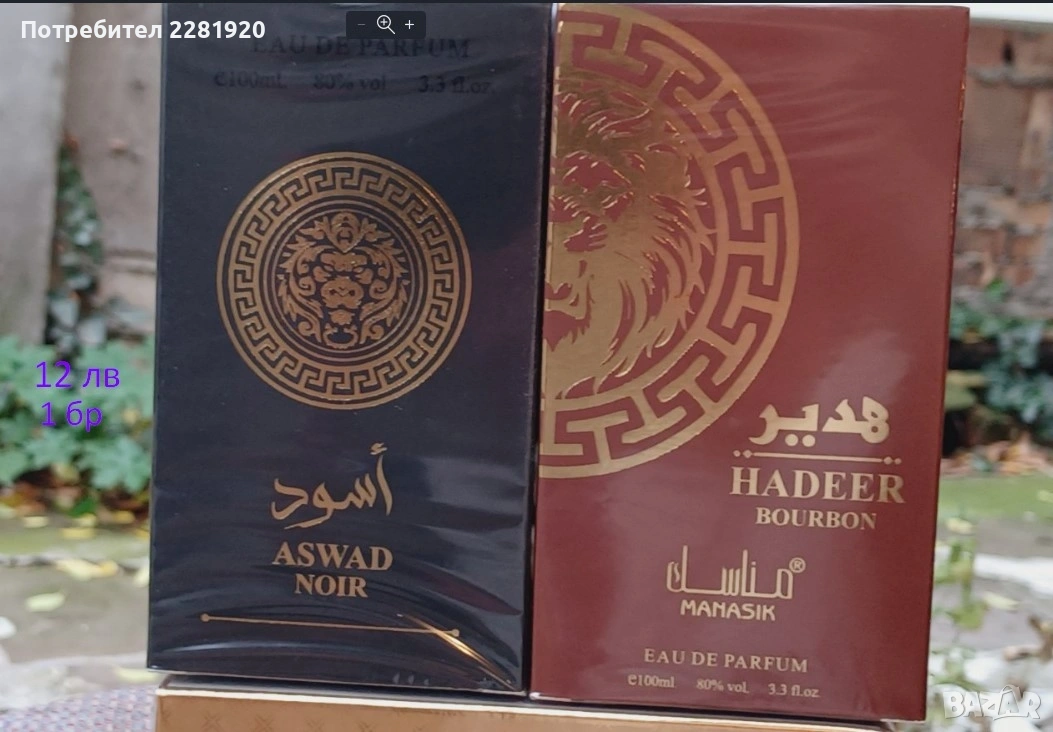 Потребител 2281920
EAU DE PARFUM
℮100mL 80% vol 3.3 fl.oz.
12 лв
1 бр
أسود
ASWAD
NOIR
هدير
HADEER
BOURBON
مناسك®
MANASIK
EAU DE PARFUM
℮100ml 80% vol. 3.3 fl.oz
BAZAR